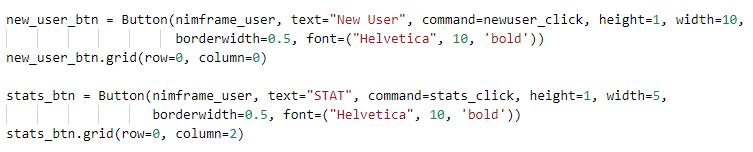 new_user_btn = Button(nimframe_user, text="New User", command=newuser_click, height=1, width=10,
borderwidth=0.5, font=("Helvetica", 10, 'bold'))
new_user_btn.grid(row=0, column=0)
stats_btn = Button(nimframe_user, text="STAT", command=stats_click, height=1, width=5,
borderwidth=0.5, font=("Helvetica", 10, 'bold'))
stats_btn.grid(row=0, column=2)